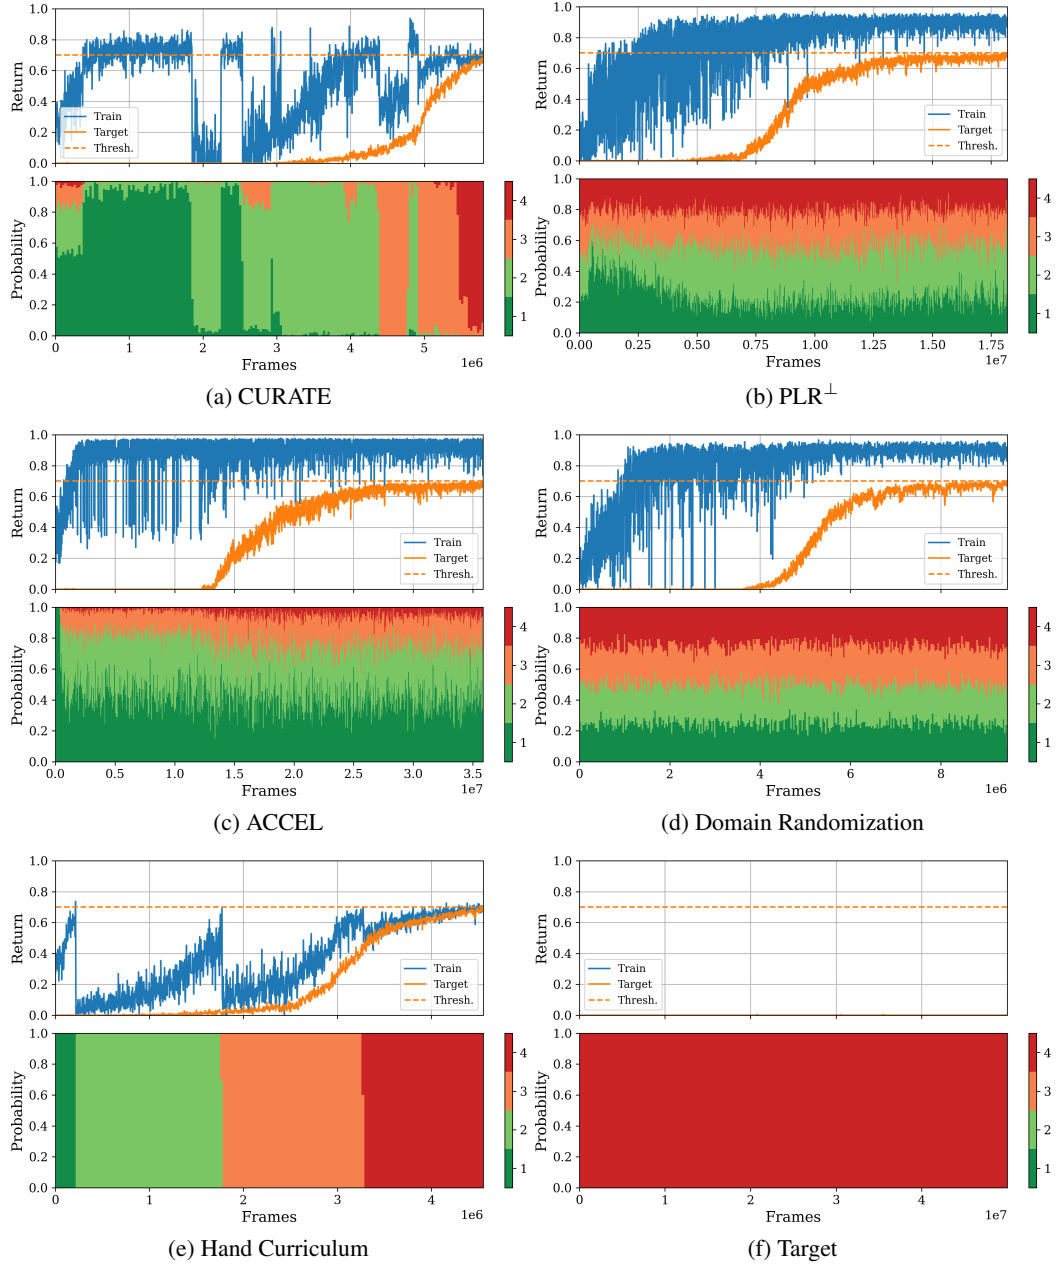 1.0
0.8
0.6
0.4
0.2
0.0
Return
Train
Target
Thresh.
1.0
0.8
0.6
0.4
0.2
0.0
Probability
0 1 2 3 4 5
1e6
Frames
4
3
2
1
(a) CURATE
1.0
0.8
0.6
0.4
0.2
0.0
Return
Train
Target
Thresh.
1.0
0.8
0.6
0.4
0.2
0.0
Probability
0.00 0.25 0.50 0.75 1.00 1.25 1.50 1.75
1e7
Frames
4
3
2
1
(b) PLR⊥
1.0
0.8
0.6
0.4
0.2
0.0
Return
Train
Target
Thresh.
1.0
0.8
0.6
0.4
0.2
0.0
Probability
0.0 0.5 1.0 1.5 2.0 2.5 3.0 3.5
1e7
Frames
4
3
2
1
(c) ACCEL
1.0
0.8
0.6
0.4
0.2
0.0
Return
Train
Target
Thresh.
1.0
0.8
0.6
0.4
0.2
0.0
Probability
0 2 4 6 8
1e6
Frames
4
3
2
1
(d) Domain Randomization
1.0
0.8
0.6
0.4
0.2
0.0
Return
Train
Target
Thresh.
1.0
0.8
0.6
0.4
0.2
0.0
Probability
0 1 2 3 4
1e6
Frames
4
3
2
1
(e) Hand Curriculum
1.0
0.8
0.6
0.4
0.2
0.0
Return
Train
Target
Thresh.
1.0
0.8
0.6
0.4
0.2
0.0
Probability
0 1 2 3 4
1e7
Frames
4
3
2
1
(f) Target